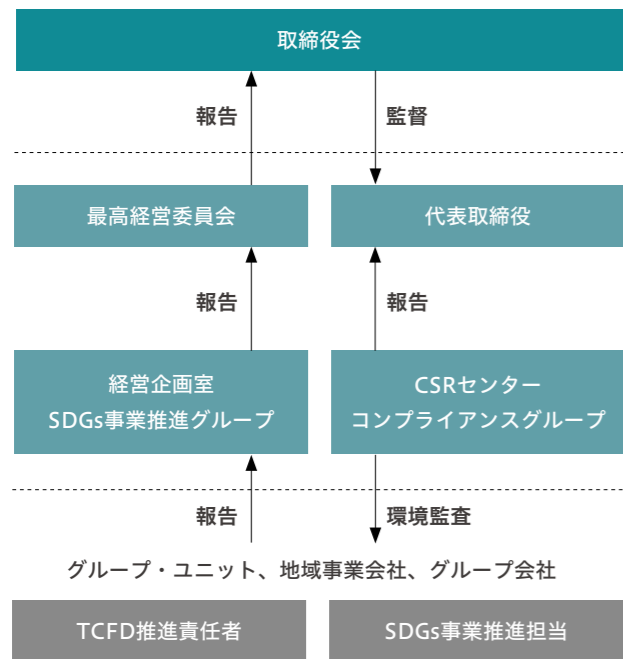 取締役会
報告
監督
最高経営委員会
代表取締役
報告
報告
経営企画室
SDGs事業推進グループ
CSRセンター
コンプライアンスグループ
報告
環境監査
グループ・ユニット、地域事業会社、グループ会社
TCFD推進責任者
SDGs事業推進担当